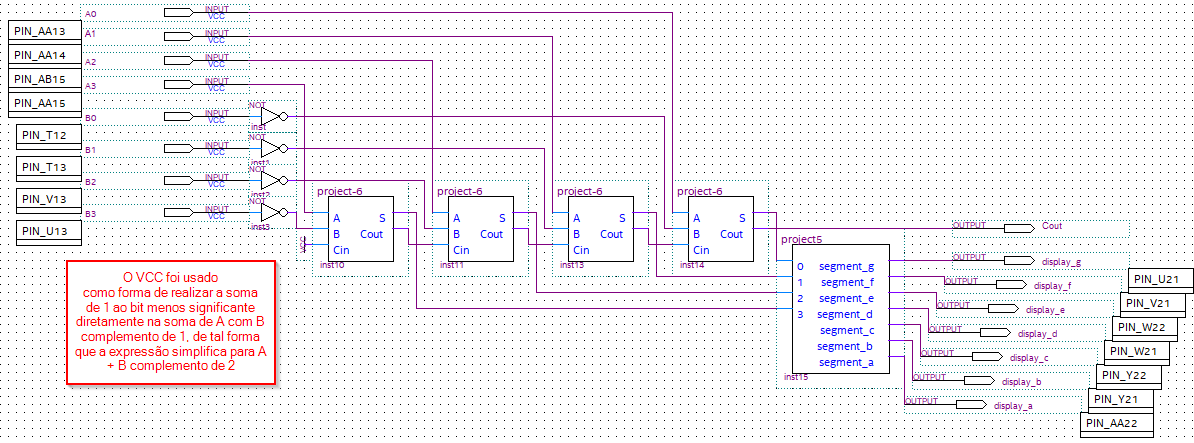 A0 INPUT VCC
PIN_AA13
A1 INPUT VCC
PIN_AA14
A2 INPUT VCC
PIN_AB15
A3 INPUT VCC
PIN_AA15
B0 INPUT VCC NOT inst
PIN_T12
B1 INPUT VCC NOT inst1
PIN_T13
B2 INPUT VCC NOT inst2
PIN_V13
B3 INPUT VCC NOT inst3
PIN_U13
VCC
project-6
A S
B Cout
Cin
inst10
project-6
A S
B Cout
Cin
inst11
project-6
A S
B Cout
Cin
inst13
project-6
A S
B Cout
Cin
inst14
project5
0 segment_g
1 segment_f
2 segment_e
3 segment_d
segment_c
segment_b
segment_a
inst15
OUTPUT Cout
OUTPUT display_g
PIN_U21
OUTPUT display_f
PIN_V21
OUTPUT display_e
PIN_W22
OUTPUT display_d
PIN_W21
OUTPUT display_c
PIN_Y22
OUTPUT display_b
PIN_Y21
OUTPUT display_a
PIN_AA22
O VCC foi usado
como forma de realizar a soma
de 1 ao bit menos significante
diretamente na soma de A com B
complemento de 1, de tal forma
que a expressão simplifica para A
+ B complemento de 2